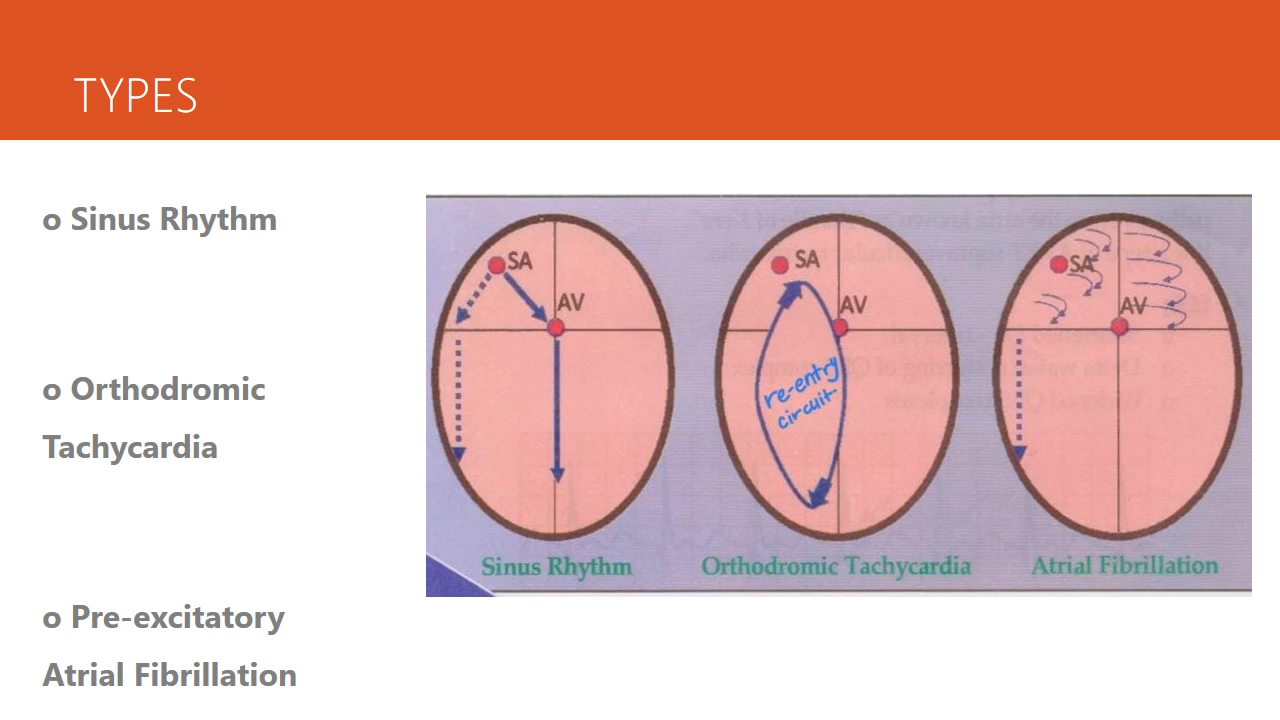 TYPES
o Sinus Rhythm
o Orthodromic
Tachycardia
o Pre-excitatory
Atrial Fibrillation
SA
AV
Sinus Rhythm
SA
AV
re-entry
circuit
Orthodromic Tachycardia
SA
AV
Atrial Fibrillation